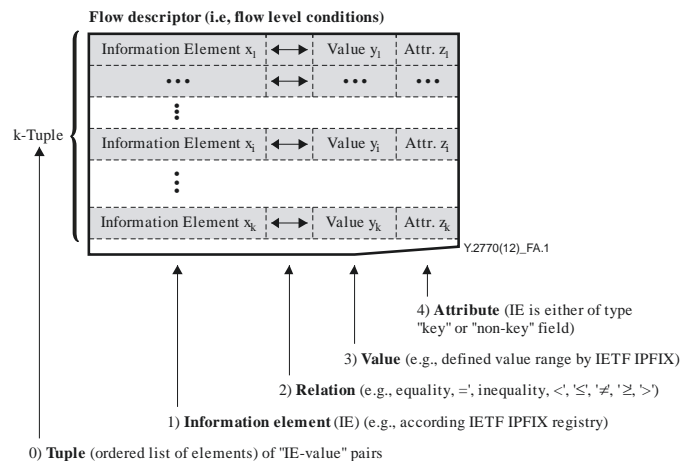 Flow descriptor (i.e, flow level conditions)
Information Element x1 Value y1 Attr. z1
••• ••• •••
Information Element xi Value yi Attr. zi
k-Tuple
Information Element xk Value yk Attr. zk
Y.2770(12)_FA.1
4) Attribute (IE is either of type
"key" or "non-key" field)
3) Value (e.g., defined value range by IETF IPFIX)
2) Relation (e.g., equality, =', inequality, <', '≤', '≠', '≥', '>')
1) Information element (IE) (e.g., according IETF IPFIX registry)
0) Tuple (ordered list of elements) of "IE-value" pairs